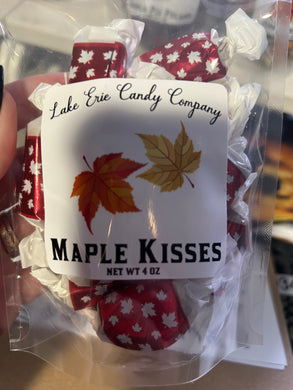 Lake Erie Candy Company
Maple Kisses
Net Wt 4 oz